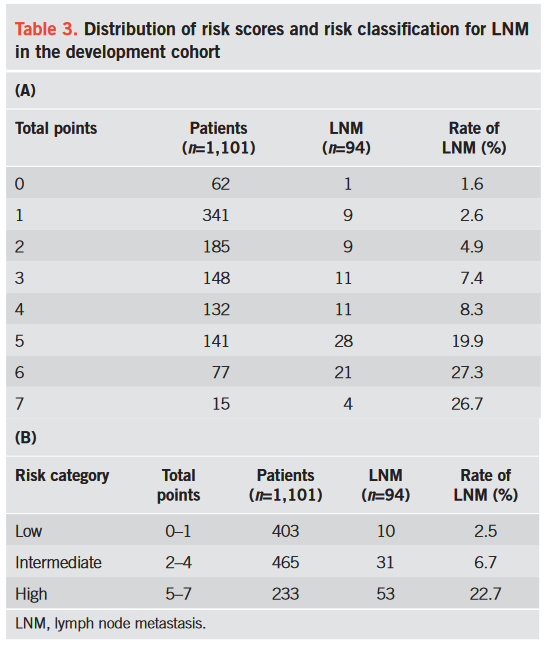 Table 3. Distribution of risk scores and risk classification for LNM
in the development cohort
(A)
Total points Patients LNM Rate of
(n=1,101) (n=94) LNM (%)
0 62 1 1.6
1 341 9 2.6
2 185 9 4.9
3 148 11 7.4
4 132 11 8.3
5 141 28 19.9
6 77 21 27.3
7 15 4 26.7
(B)
Risk category Total Patients LNM Rate of
points (n=1,101) (n=94) LNM (%)
Low 0–1 403 10 2.5
Intermediate 2–4 465 31 6.7
High 5–7 233 53 22.7
LNM, lymph node metastasis.